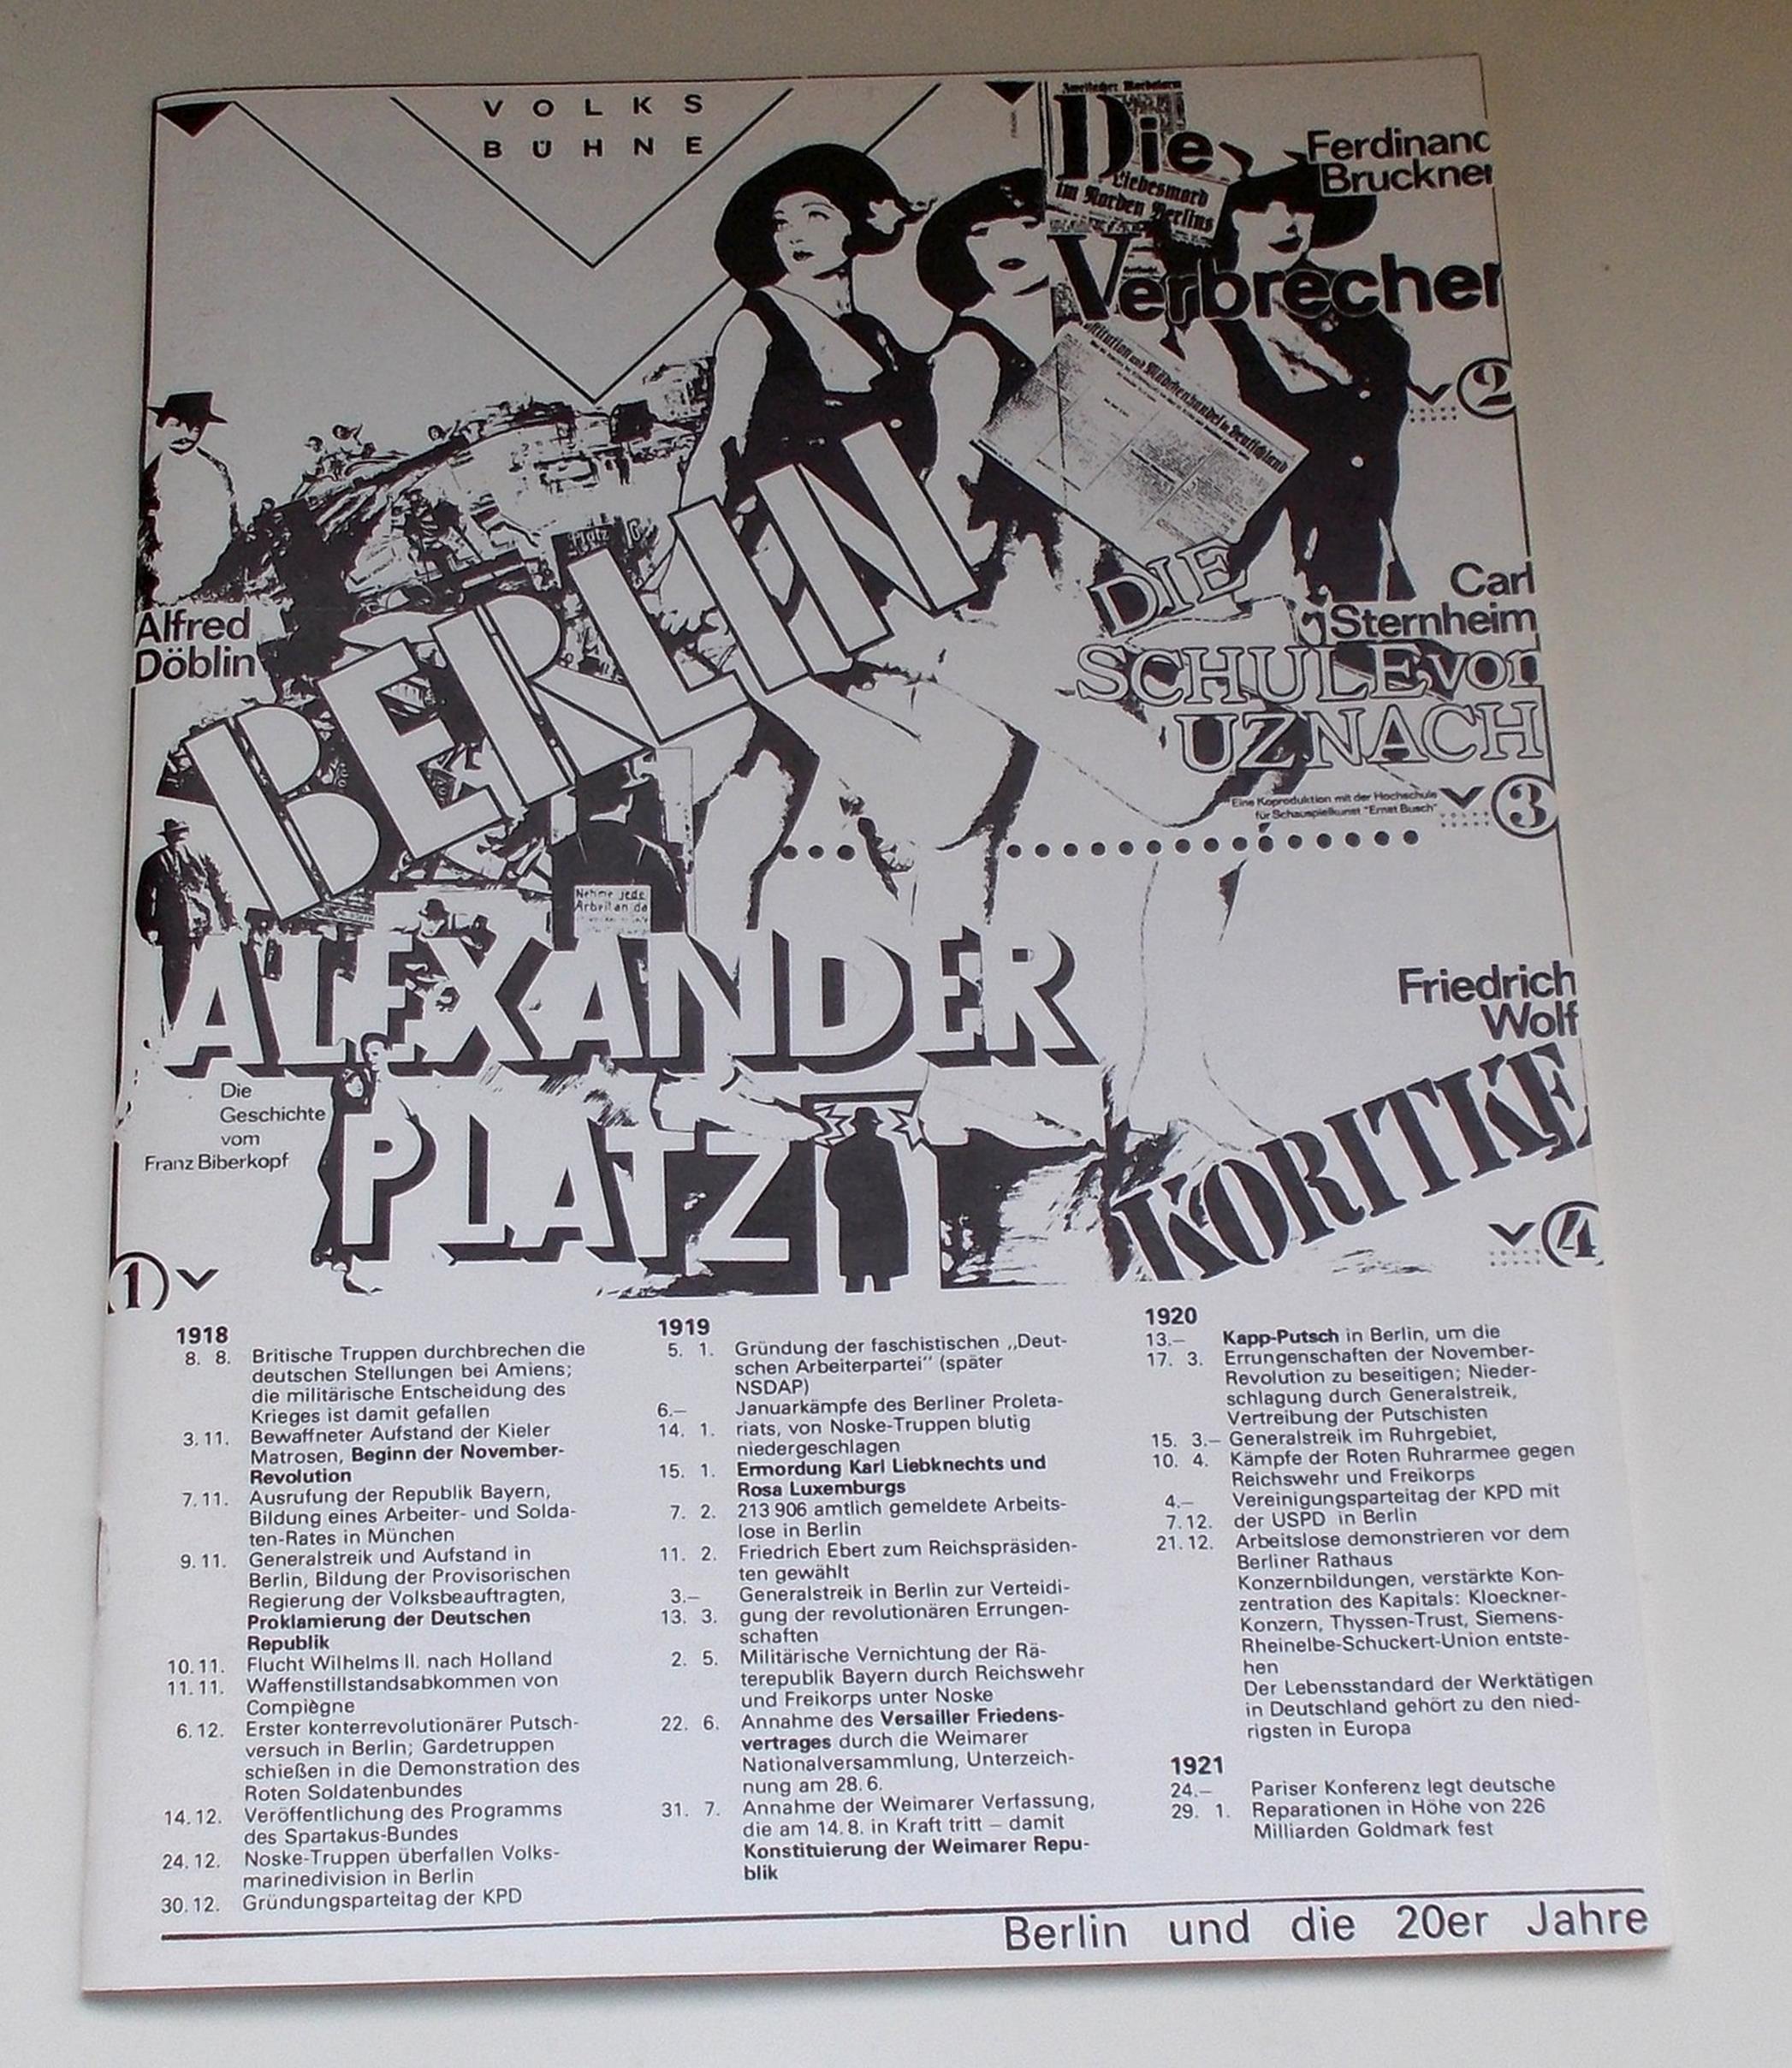 VOLKS
BÜHNE
Die
Liebesmord
im Norden Berlins
Verbrecher
Ferdinand
Bruckner
2
Mädchenhandel in Deutschland
Alfred
Döblin
BERLIN
ALEXANDER
PLATZ
Nehme jede
Arbeit an
Die
Geschichte
vom
Franz Biberkopf
1
Carl
Sternheim
DIE
SCHULE von
UZNACH
Eine Koproduktion mit der Hochschule
für Schauspielkunst "Ernst Busch"
3
Friedrich
Wolf
KORITKE
4
1918
8. 8. Britische Truppen durchbrechen die
deutschen Stellungen bei Amiens;
die militärische Entscheidung des
Krieges ist damit gefallen
3. 11. Bewaffneter Aufstand der Kieler
Matrosen, Beginn der November-
Revolution
7. 11. Ausrufung der Republik Bayern,
Bildung eines Arbeiter- und Solda-
ten-Rates in München
9. 11. Generalstreik und Aufstand in
Berlin, Bildung der Provisorischen
Regierung der Volksbeauftragten,
Proklamierung der Deutschen
Republik
10. 11. Flucht Wilhelms II. nach Holland
11. 11. Waffenstillstandsabkommen von
Compiègne
6. 12. Erster konterrevolutionärer Putsch-
versuch in Berlin; Gardetruppen
schießen in die Demonstration des
Roten Soldatenbundes
14. 12. Veröffentlichung des Programms
des Spartakus-Bundes
24. 12. Noske-Truppen überfallen Volks-
marinedivision in Berlin
30. 12. Gründungsparteitag der KPD
1919
5. 1. Gründung der faschistischen „Deut-
schen Arbeiterpartei" (später
NSDAP)
6.– Januarkämpfe des Berliner Proleta-
14. 1. riats, von Noske-Truppen blutig
niedergeschlagen
15. 1. Ermordung Karl Liebknechts und
Rosa Luxemburgs
7. 2. 213 906 amtlich gemeldete Arbeits-
lose in Berlin
11. 2. Friedrich Ebert zum Reichspräsiden-
ten gewählt
3.– Generalstreik in Berlin zur Verteidi-
13. 3. gung der revolutionären Errungen-
schaften
2. 5. Militärische Vernichtung der Rä-
terepublik Bayern durch Reichswehr
und Freikorps unter Noske
22. 6. Annahme des Versailler Friedens-
vertrages durch die Weimarer
Nationalversammlung, Unterzeich-
nung am 28. 6.
31. 7. Annahme der Weimarer Verfassung,
die am 14. 8. in Kraft tritt – damit
Konstituierung der Weimarer Repu-
blik
1920
13.– Kapp-Putsch in Berlin, um die
17. 3. Errungenschaften der November-
Revolution zu beseitigen; Nieder-
schlagung durch Generalstreik,
Vertreibung der Putschisten
15. 3.– Generalstreik im Ruhrgebiet,
10. 4. Kämpfe der Roten Ruhrarmee gegen
Reichswehr und Freikorps
4.– Vereinigungsparteitag der KPD mit
7. 12. der USPD in Berlin
21. 12. Arbeitslose demonstrieren vor dem
Berliner Rathaus
Konzernbildungen, verstärkte Kon-
zentration des Kapitals: Kloeckner-
Konzern, Thyssen-Trust, Siemens-
Rheinelbe-Schuckert-Union entste-
hen
Der Lebensstandard der Werktätigen
in Deutschland gehört zu den nied-
rigsten in Europa
1921
24.– Pariser Konferenz legt deutsche
29. 1. Reparationen in Höhe von 226
Milliarden Goldmark fest
Berlin und die 20er Jahre